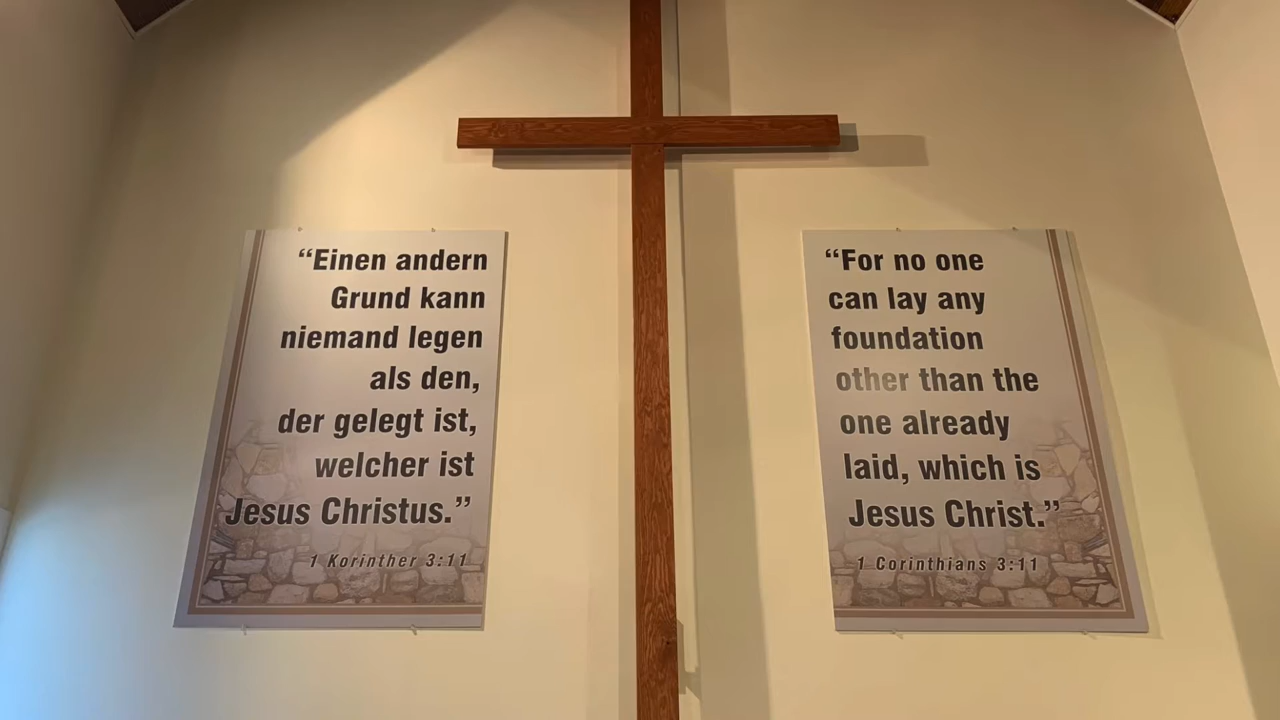 “Einen andern
Grund kann
niemand legen
als den,
der gelegt ist,
welcher ist
Jesus Christus.”
1 Korinther 3:11
“For no one
can lay any
foundation
other than the
one already
laid, which is
Jesus Christ.”
1 Corinthians 3:11